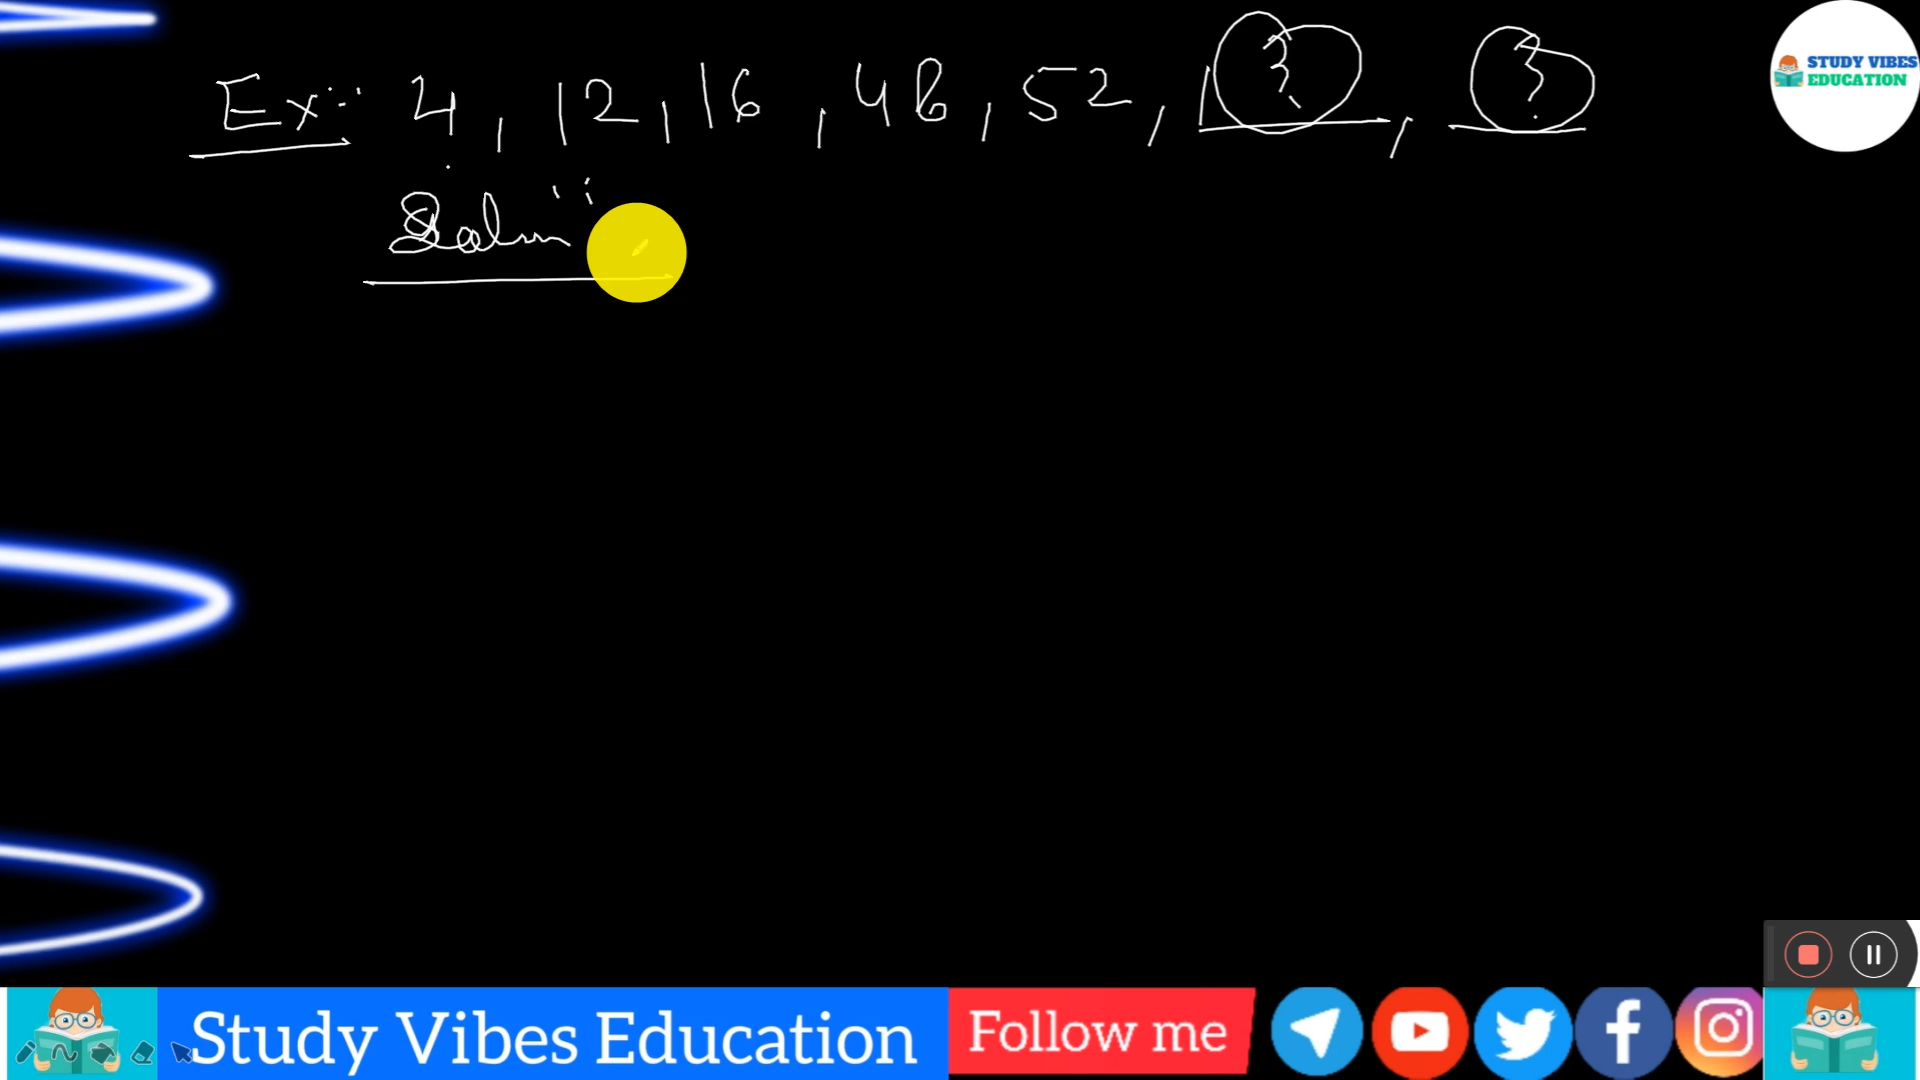 STUDY VIBES
EDUCATION
Ex:- 4, 12, 16, 48, 52, ?, ?
Soln ::
Study Vibes Education
Follow me